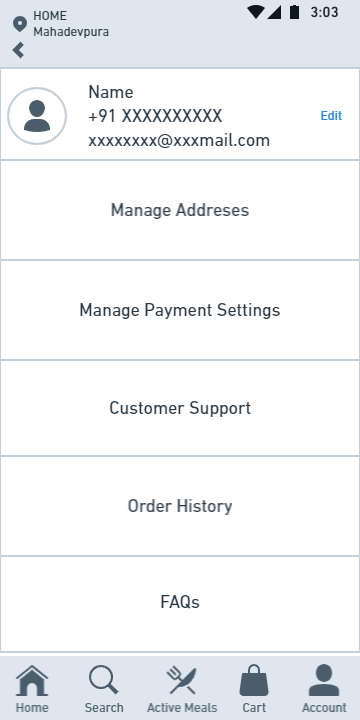 HOME
Mahadevpura
3:03
Name
+91 XXXXXXXXXX
xxxxxxxx@xxxmail.com
Edit
Manage Addreses
Manage Payment Settings
Customer Support
Order History
FAQs
Home
Search
Active Meals
Cart
Account